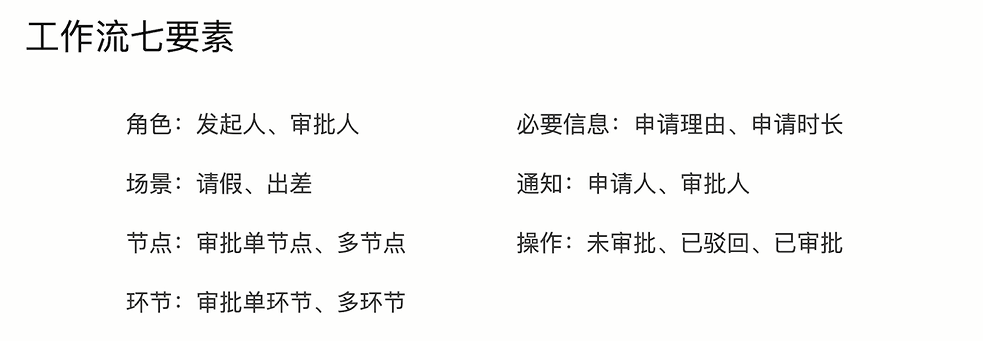 工作流七要素
角色：发起人、审批人
场景：请假、出差
节点：审批单节点、多节点
环节：审批单环节、多环节
必要信息：申请理由、申请时长
通知：申请人、审批人
操作：未审批、已驳回、已审批